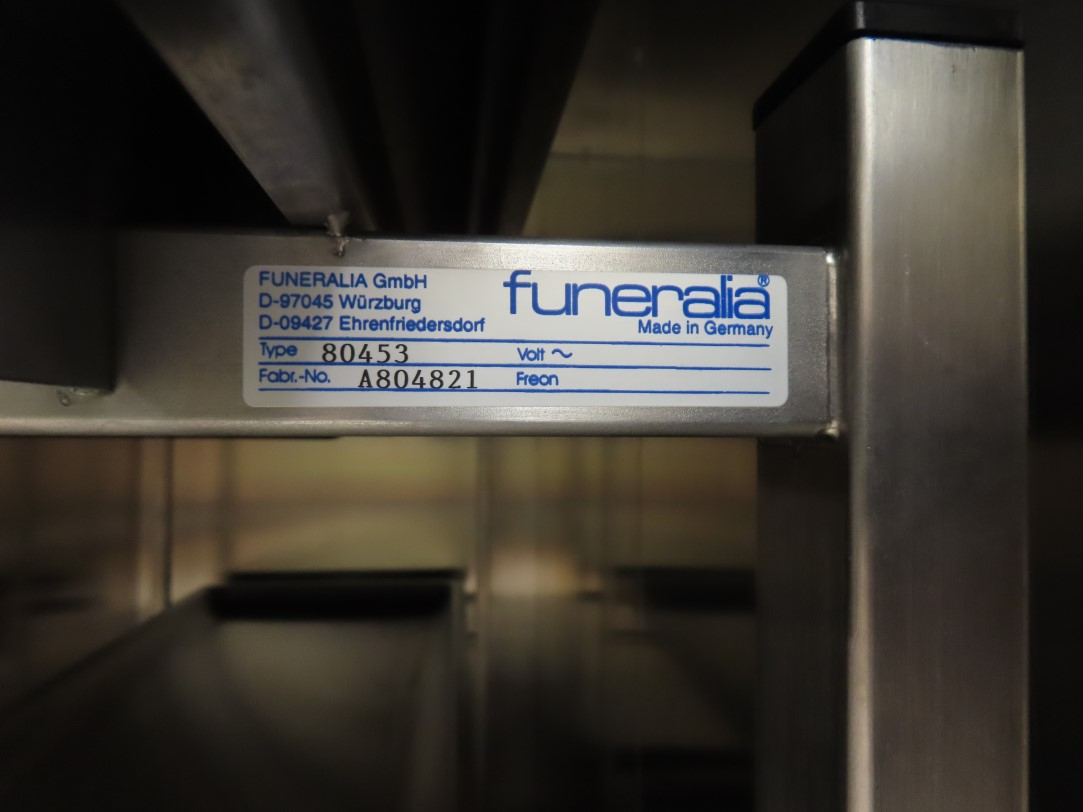 FUNERALIA GmbH
D-97045 Würzburg
D-09427 Ehrenfriedersdorf
funeralia®
Made in Germany
Type 80453 Volt ~
Fabr.-No. A804821 Freon